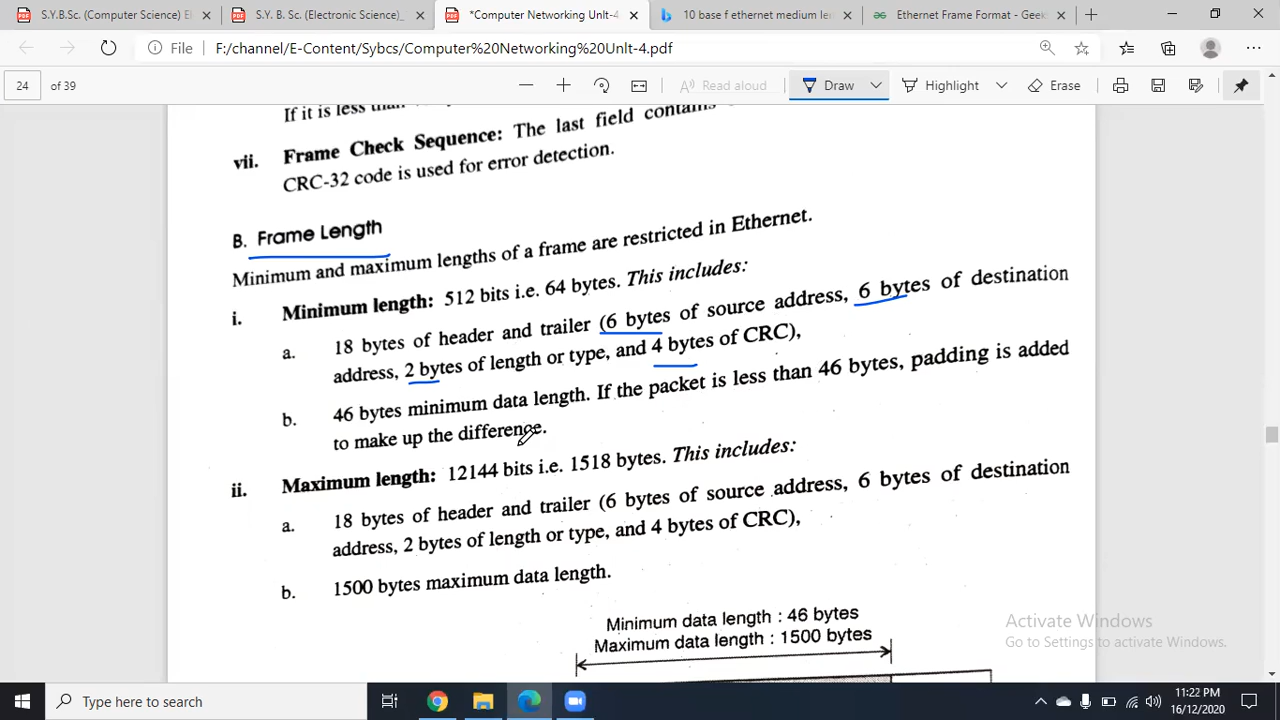 S.Y.B.Sc. (Computer Science) |
S.Y. B. Sc. (Electronic Science)_
*Computer Networking Unlt-4.pdf
10 base f ethernet medium len
Ethernet Frame Format - Geek
File
F:/channel/E-Content/Sybcs/Computer%20Networking%20Unlt-4.pdf
24 of 39
Read aloud
Draw
Highlight
Erase
If it is less than
vii. Frame Check Sequence: The last field contains
CRC-32 code is used for error detection.
B. Frame Length
Minimum and maximum lengths of a frame are restricted in Ethernet.
i. Minimum length: 512 bits i.e. 64 bytes. This includes:
a. 18 bytes of header and trailer (6 bytes of source address, 6 bytes of destination
address, 2 bytes of length or type, and 4 bytes of CRC),
b. 46 bytes minimum data length. If the packet is less than 46 bytes, padding is added
to make up the difference.
ii. Maximum length: 12144 bits i.e. 1518 bytes. This includes:
a. 18 bytes of header and trailer (6 bytes of source address, 6 bytes of destination
address, 2 bytes of length or type, and 4 bytes of CRC),
b. 1500 bytes maximum data length.
Minimum data length : 46 bytes
Maximum data length : 1500 bytes
Activate Windows
Go to Settings to activate Windows.
Type here to search
11:22 PM
16/12/2020